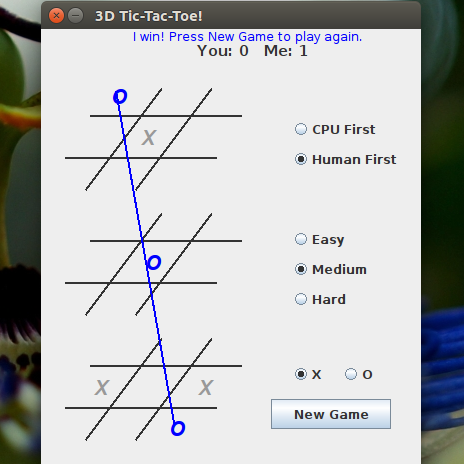 3D Tic-Tac-Toe!
I win! Press New Game to play again.
You: 0 Me: 1
O
X
CPU First
Human First
O
Easy
Medium
Hard
X X
O
X O
New Game